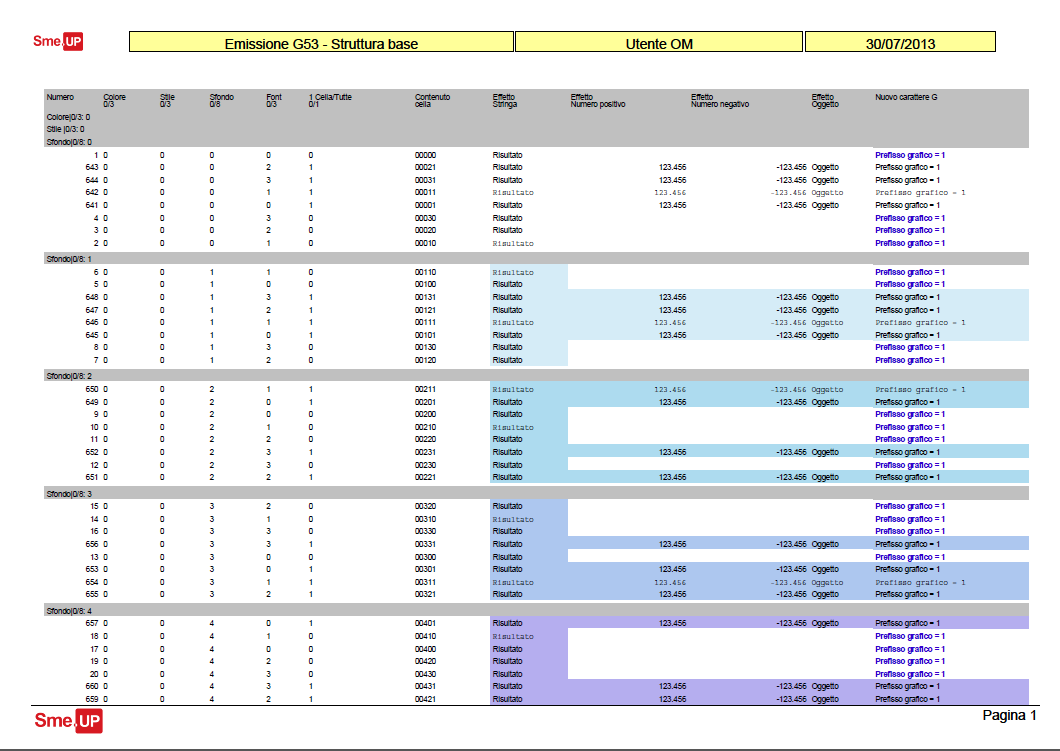 Sme.UP Emissione G53 - Struttura base Utente OM 30/07/2013
Numero Colore Stile Sfondo Font 1 Cella/Tutte Contenuto Effetto Effetto Effetto Effetto Nuovo carattere G
0/3 0/3 0/8 0/3 0/1 cella Stringa Numero positivo Numero negativo Oggetto
Colore|0/3: 0
Stile |0/3: 0
Sfondo|0/8: 0
1 0 0 0 0 0 00000 Risultato Prefisso grafico = 1
643 0 0 0 2 1 00021 Risultato 123.456 -123.456 Oggetto Prefisso grafico = 1
644 0 0 0 3 1 00031 Risultato 123.456 -123.456 Oggetto Prefisso grafico = 1
642 0 0 0 1 1 00011 Risultato 123.456 -123.456 Oggetto Prefisso grafico = 1
641 0 0 0 0 1 00001 Risultato 123.456 -123.456 Oggetto Prefisso grafico = 1
4 0 0 0 3 0 00030 Risultato Prefisso grafico = 1
3 0 0 0 2 0 00020 Risultato Prefisso grafico = 1
2 0 0 0 1 0 00010 Risultato Prefisso grafico = 1
Sfondo|0/8: 1
6 0 0 1 1 0 00110 Risultato Prefisso grafico = 1
5 0 0 1 0 0 00100 Risultato Prefisso grafico = 1
648 0 0 1 3 1 00131 Risultato 123.456 -123.456 Oggetto Prefisso grafico = 1
647 0 0 1 2 1 00121 Risultato 123.456 -123.456 Oggetto Prefisso grafico = 1
646 0 0 1 1 1 00111 Risultato 123.456 -123.456 Oggetto Prefisso grafico = 1
645 0 0 1 0 1 00101 Risultato 123.456 -123.456 Oggetto Prefisso grafico = 1
8 0 0 1 3 0 00130 Risultato Prefisso grafico = 1
7 0 0 1 2 0 00120 Risultato Prefisso grafico = 1
Sfondo|0/8: 2
650 0 0 2 1 1 00211 Risultato 123.456 -123.456 Oggetto Prefisso grafico = 1
649 0 0 2 0 1 00201 Risultato 123.456 -123.456 Oggetto Prefisso grafico = 1
9 0 0 2 0 0 00200 Risultato Prefisso grafico = 1
10 0 0 2 1 0 00210 Risultato Prefisso grafico = 1
11 0 0 2 2 0 00220 Risultato Prefisso grafico = 1
652 0 0 2 3 1 00231 Risultato 123.456 -123.456 Oggetto Prefisso grafico = 1
12 0 0 2 3 0 00230 Risultato Prefisso grafico = 1
651 0 0 2 2 1 00221 Risultato 123.456 -123.456 Oggetto Prefisso grafico = 1
Sfondo|0/8: 3
15 0 0 3 2 0 00320 Risultato Prefisso grafico = 1
14 0 0 3 1 0 00310 Risultato Prefisso grafico = 1
16 0 0 3 3 0 00330 Risultato Prefisso grafico = 1
656 0 0 3 3 1 00331 Risultato 123.456 -123.456 Oggetto Prefisso grafico = 1
13 0 0 3 0 0 00300 Risultato Prefisso grafico = 1
653 0 0 3 0 1 00301 Risultato 123.456 -123.456 Oggetto Prefisso grafico = 1
654 0 0 3 1 1 00311 Risultato 123.456 -123.456 Oggetto Prefisso grafico = 1
655 0 0 3 2 1 00321 Risultato 123.456 -123.456 Oggetto Prefisso grafico = 1
Sfondo|0/8: 4
657 0 0 4 0 1 00401 Risultato 123.456 -123.456 Oggetto Prefisso grafico = 1
18 0 0 4 1 0 00410 Risultato Prefisso grafico = 1
17 0 0 4 0 0 00400 Risultato Prefisso grafico = 1
19 0 0 4 2 0 00420 Risultato Prefisso grafico = 1
20 0 0 4 3 0 00430 Risultato Prefisso grafico = 1
660 0 0 4 3 1 00431 Risultato 123.456 -123.456 Oggetto Prefisso grafico = 1
659 0 0 4 2 1 00421 Risultato 123.456 -123.456 Oggetto Prefisso grafico = 1
Sme.UP Pagina 1